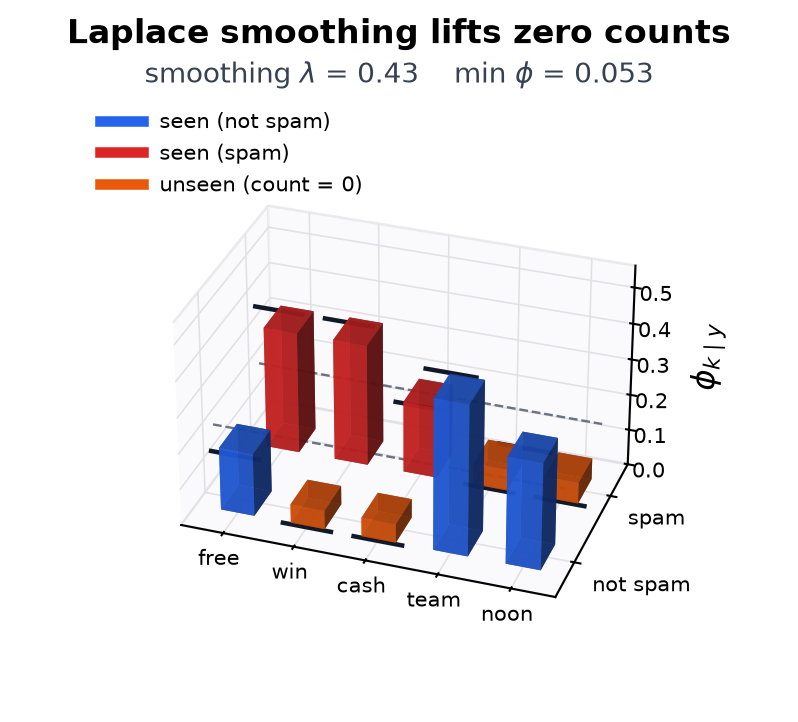 Laplace smoothing lifts zero counts
smoothing λ = 0.43 min ϕ = 0.053
seen (not spam)
seen (spam)
unseen (count = 0)
0.5
0.4
0.3
0.2
0.1
0.0
ϕk | y
spam
not spam
free
win
cash
team
noon